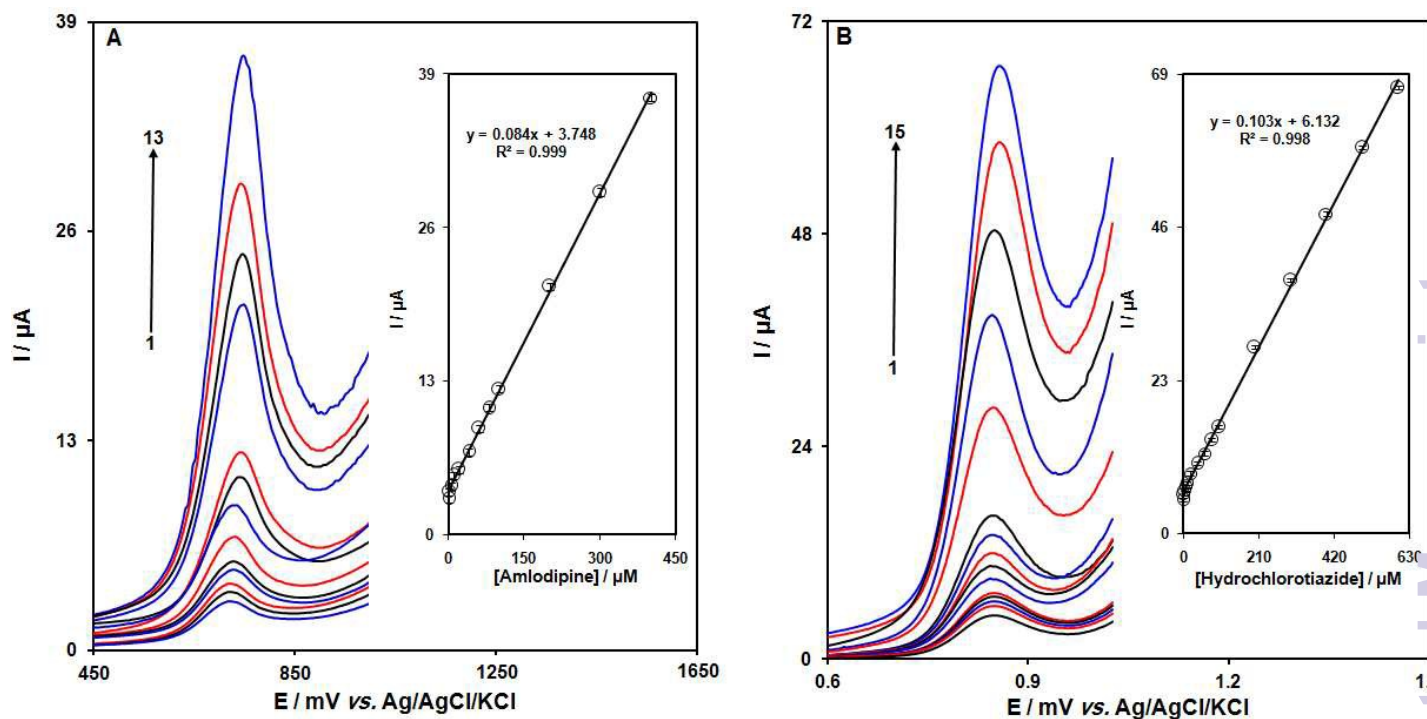 A
39
26
13
0
I / µA
13
1
450
850
1250
1650
E / mV vs. Ag/AgCl/KCl
39
26
13
0
I / µA
y = 0.084x + 3.748
R² = 0.999
0
150
300
450
[Amlodipine] / µM
B
72
48
24
0
I / µA
15
1
0.6
0.9
1.2
E / mV vs. Ag/AgCl/KCl
69
46
23
0
I / µA
y = 0.103x + 6.132
R² = 0.998
0
210
420
630
[Hydrochlorotiazide] / µM